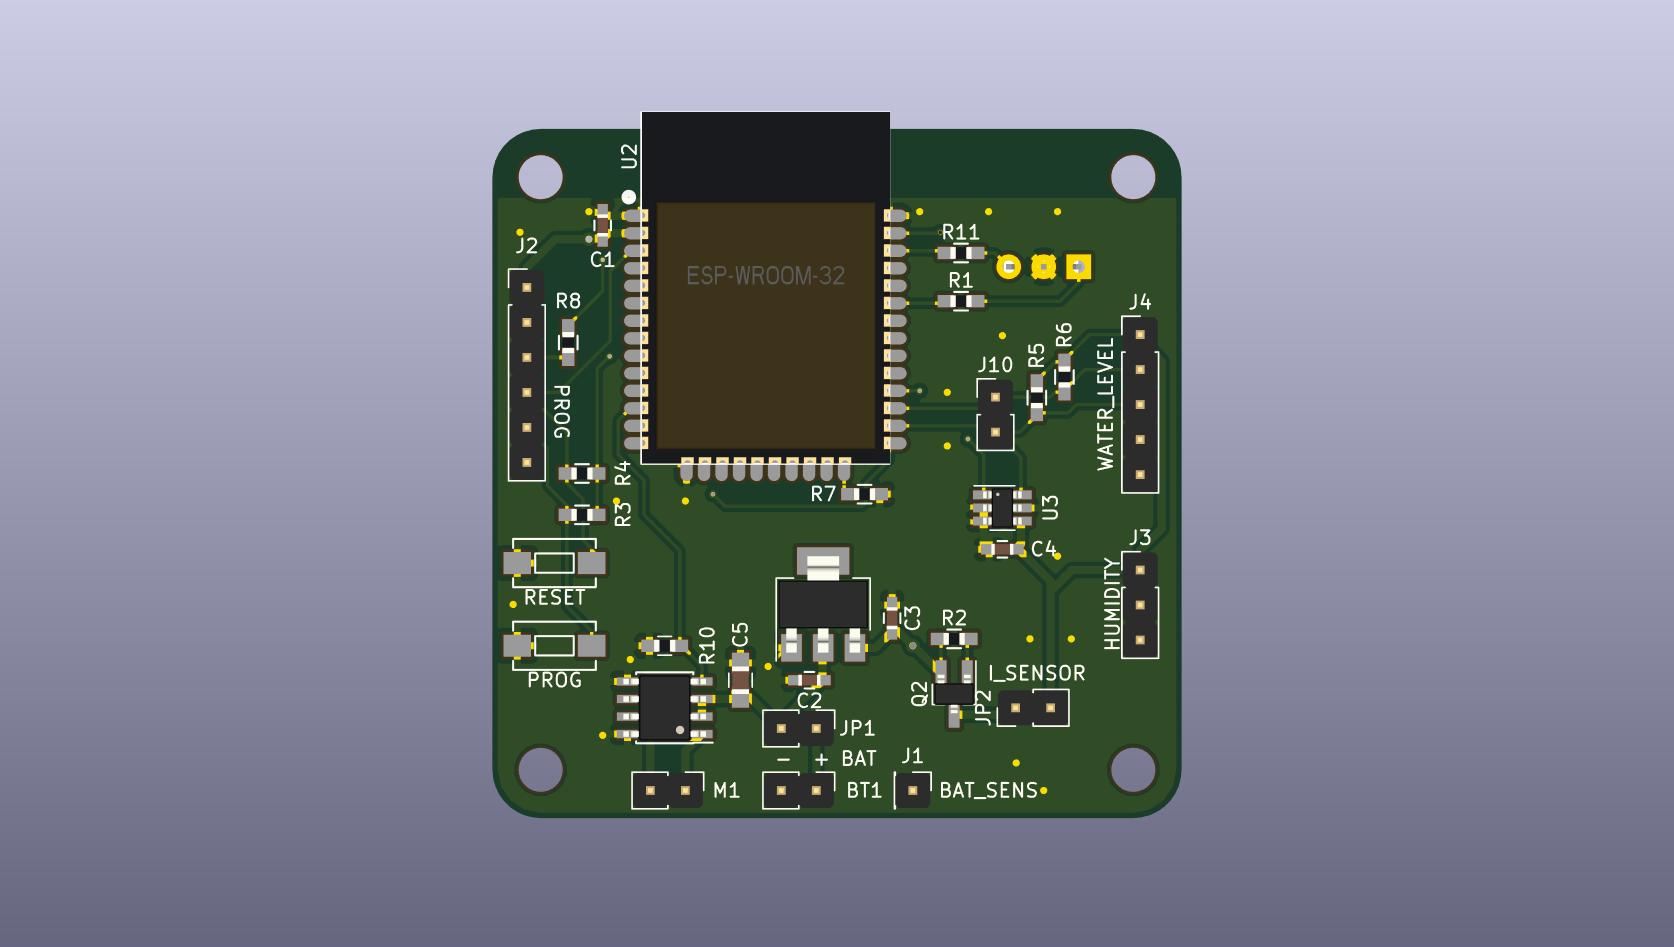 U2
C1
J2
R8
PROG
R4
R3
RESET
PROG
ESP-WROOM-32
R11
R1
J4
R6
R5
J10
WATER_LEVEL
R7
U3
C4
J3
HUMIDITY
C3
R2
C5
R10
C2
Q2
JP2
I_SENSOR
JP1
- + BAT
J1
M1
BT1
BAT_SENS